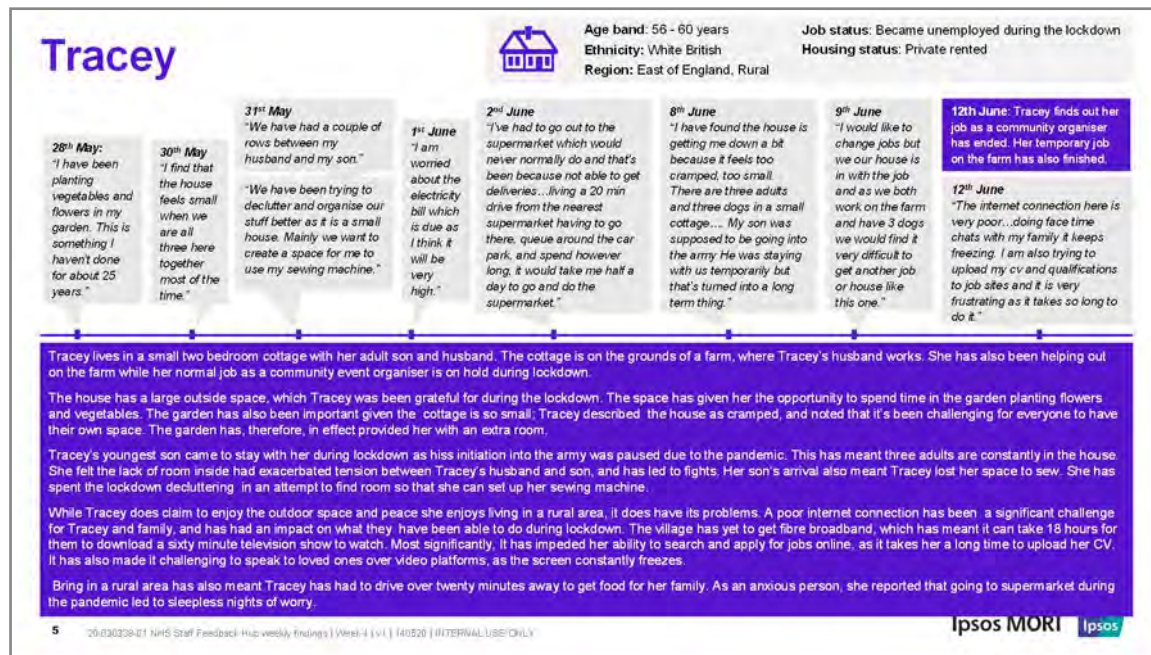 Tracey
Age band: 56 - 60 years
Ethnicity: White British
Region: East of England, Rural
Job status: Became unemployed during the lockdown
Housing status: Private rented
28th May:
"I have been
planting
vegetables and
flowers in my
garden. This is
something I
haven't done
for about 25
years."
30th May
"I find that
the house
feels small
when we
are all
three here
together
most of the
time."
31st May
"We have had a couple of
rows between my
husband and my son."
"We have been trying to
declutter and organise our
stuff better as it is a small
house. Mainly we want to
create a space for me to
use my sewing machine."
1st June
"I am
worried
about the
electricity
bill which
is due as
I think it
will be
very
high."
2nd June
"I've had to go out to the
supermarket which would
never normally do and that's
been because not able to get
deliveries…living a 20 min
drive from the nearest
supermarket having to go
there, queue around the car
park, and spend however
long, it would take me half a
day to go and do the
supermarket."
8th June
"I have found the house is
getting me down a bit
because it feels too
cramped, too small.
There are three adults
and three dogs in a small
cottage…. My son was
supposed to be going into
the army He was staying
with us temporarily but
that's turned into a long
term thing."
9th June
"I would like to
change jobs but
we our house is
in with the job
and as we both
work on the farm
and have 3 dogs
we would find it
very difficult to
get another job
or house like
this one."
12th June: Tracey finds out her
job as a community organiser
has ended. Her temporary job
on the farm has also finished.
12th June
"The internet connection here is
very poor…doing face time
chats with my family it keeps
freezing. I am also trying to
upload my cv and qualifications
to job sites and it is very
frustrating as it takes so long to
do it."
Tracey lives in a small two bedroom cottage with her adult son and husband. The cottage is on the grounds of a farm, where Tracey's husband works. She has also been helping out
on the farm while her normal job as a community event organiser is on hold during lockdown.
The house has a large outside space, which Tracey was been grateful for during the lockdown. The space has given her the opportunity to spend time in the garden planting flowers
and vegetables. The garden has also been important given the cottage is so small; Tracey described the house as cramped, and noted that it's been challenging for everyone to have
their own space. The garden has, therefore, in effect provided her with an extra room.
Tracey's youngest son came to stay with her during lockdown as hiss initiation into the army was paused due to the pandemic. This has meant three adults are constantly in the house.
She felt the lack of room inside had exacerbated tension between Tracey's husband and son, and has led to fights. Her son's arrival also meant Tracey lost her space to sew. She has
spent the lockdown decluttering in an attempt to find room so that she can set up her sewing machine.
While Tracey does claim to enjoy the outdoor space and peace she enjoys living in a rural area, it does have its problems. A poor internet connection has been a significant challenge
for Tracey and family, and has had an impact on what they have been able to do during lockdown. The village has yet to get fibre broadband, which has meant it can take 18 hours for
them to download a sixty minute television show to watch. Most significantly, It has impeded her ability to search and apply for jobs online, as it takes her a long time to upload her CV.
It has also made it challenging to speak to loved ones over video platforms, as the screen constantly freezes.
Bring in a rural area has also meant Tracey has had to drive over twenty minutes away to get food for her family. As an anxious person, she reported that going to supermarket during
the pandemic led to sleepless nights of worry.
5
20-030339-01 NHS Staff Feedback Hub weekly findings | Week 4 | v1 | 140520 | INTERNAL USE ONLY
Ipsos MORI
Ipsos